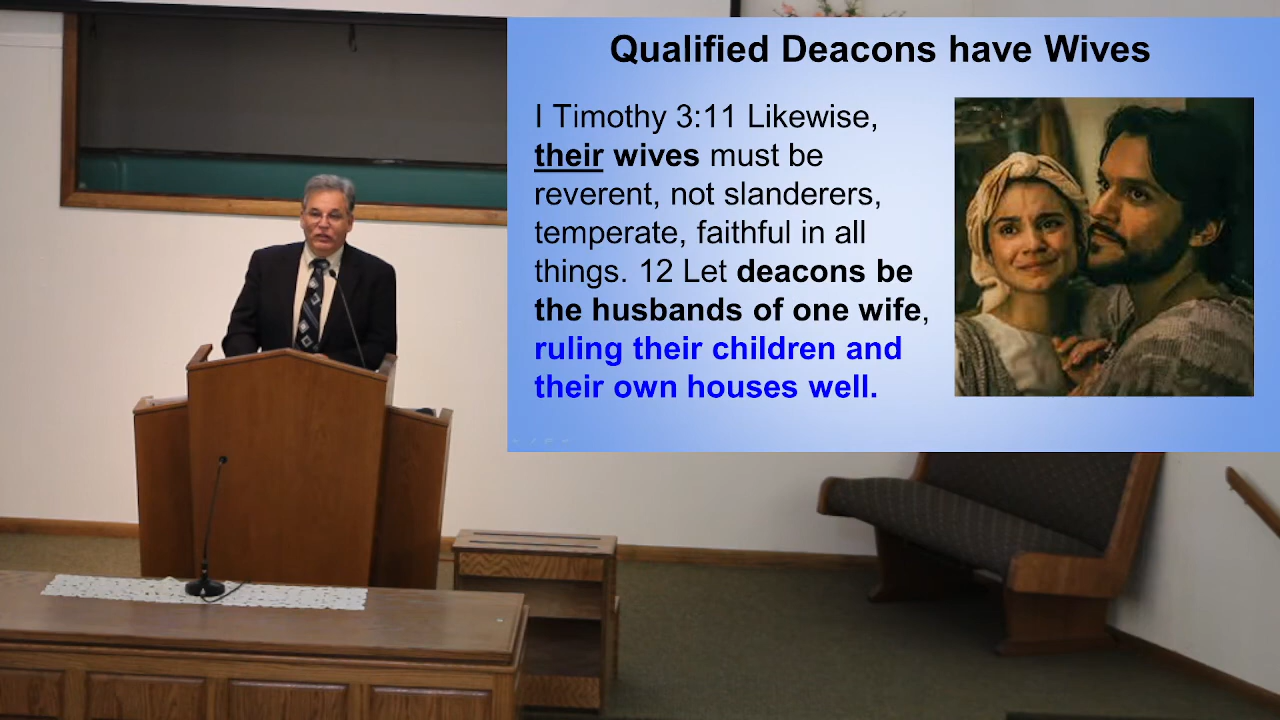 Qualified Deacons have Wives
I Timothy 3:11 Likewise,
their wives must be
reverent, not slanderers,
temperate, faithful in all
things. 12 Let deacons be
the husbands of one wife,
ruling their children and
their own houses well.